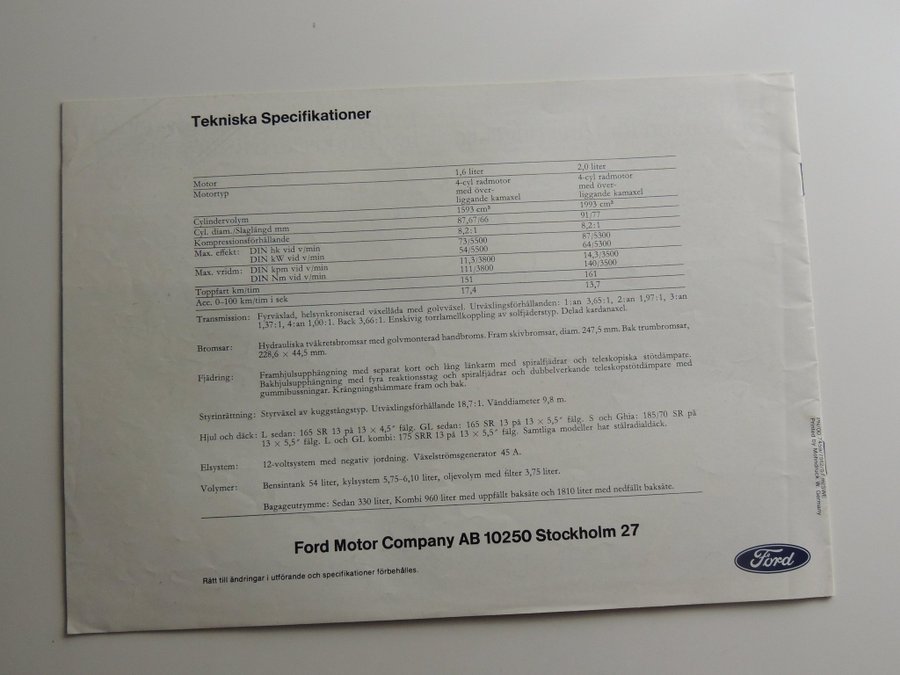 Tekniska Specifikationer
Motor 1,6 liter 2,0 liter
Motortyp 4-cyl radmotor 4-cyl radmotor
med över- med över-
liggande kamaxel liggande kamaxel
Cylindervolym 1593 cm³ 1993 cm³
Cyl. diam./Slaglängd mm 87,67/66 91/77
Kompressionsförhållande 8,2:1 8,2:1
Max. effekt: DIN hk vid v/min 73/5500 87/5300
DIN kW vid v/min 54/5500 64/5300
Max. vridm: DIN kpm vid v/min 11,3/3800 14,3/3500
DIN Nm vid v/min 111/3800 140/3500
Toppfart km/tim 151 161
Acc. 0–100 km/tim i sek 17,4 13,7
Transmission: Fyrväxlad, helsynkroniserad växellåda med golvväxel. Utväxlingsförhållanden: 1:an 3,65:1, 2:an 1,97:1, 3:an
1,37:1, 4:an 1,00:1. Back 3,66:1. Enskivig torrlamellkoppling av solfjäderstyp. Delad kardanaxel.
Bromsar: Hydrauliska tvåkretsbromsar med golvmonterad handbroms. Fram skivbromsar, diam. 247,5 mm. Bak trumbromsar,
228,6 × 44,5 mm.
Fjädring: Framhjulsupphängning med separat kort och lång länkarm med spiralfjädrar och teleskopiska stötdämpare.
Bakhjulsupphängning med fyra reaktionsstag och spiralfjädrar och dubbelverkande teleskopstötdämpare med
gummibussningar. Krängningshämmare fram och bak.
Styrinrättning: Styrväxel av kuggstångstyp. Utväxlingsförhållande 18,7:1. Vänddiameter 9,8 m.
Hjul och däck: L sedan: 165 SR 13 på 13 × 4,5″ fälg. GL sedan: 165 SR 13 på 13 × 5,5″ fälg. S och Ghia: 185/70 SR på
13 × 5,5″ fälg. L och GL kombi: 175 SRR 13 på 13 × 5,5″ fälg. Samtliga modeller har stålradialdäck.
Elsystem: 12-voltsystem med negativ jordning. Växelströmsgenerator 45 A.
Volymer: Bensintank 54 liter, kylsystem 5,75–6,10 liter, oljevolym med filter 3,75 liter.
Bagageutrymme: Sedan 330 liter, Kombi 960 liter med uppfällt baksäte och 1810 liter med nedfällt baksäte.
Ford Motor Company AB 10250 Stockholm 27
Rätt till ändringar i utförande och specifikationer förbehålles.
Ford
Printed by W. Germany